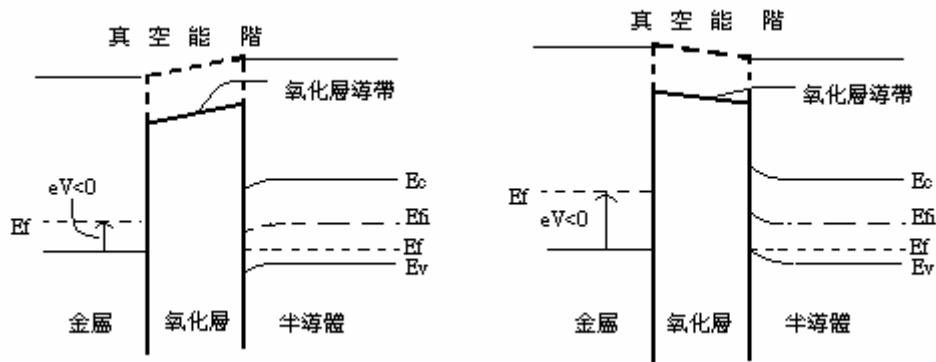 真 空 能 階
氧化層導帶
eV<0
Ec
Ef
Efi
Ef
Ev
金屬
氧化層
半導體
真 空 能 階
氧化層導帶
Ef
eV<0
Ec
Efi
Ef
Ev
金屬
氧化層
半導體